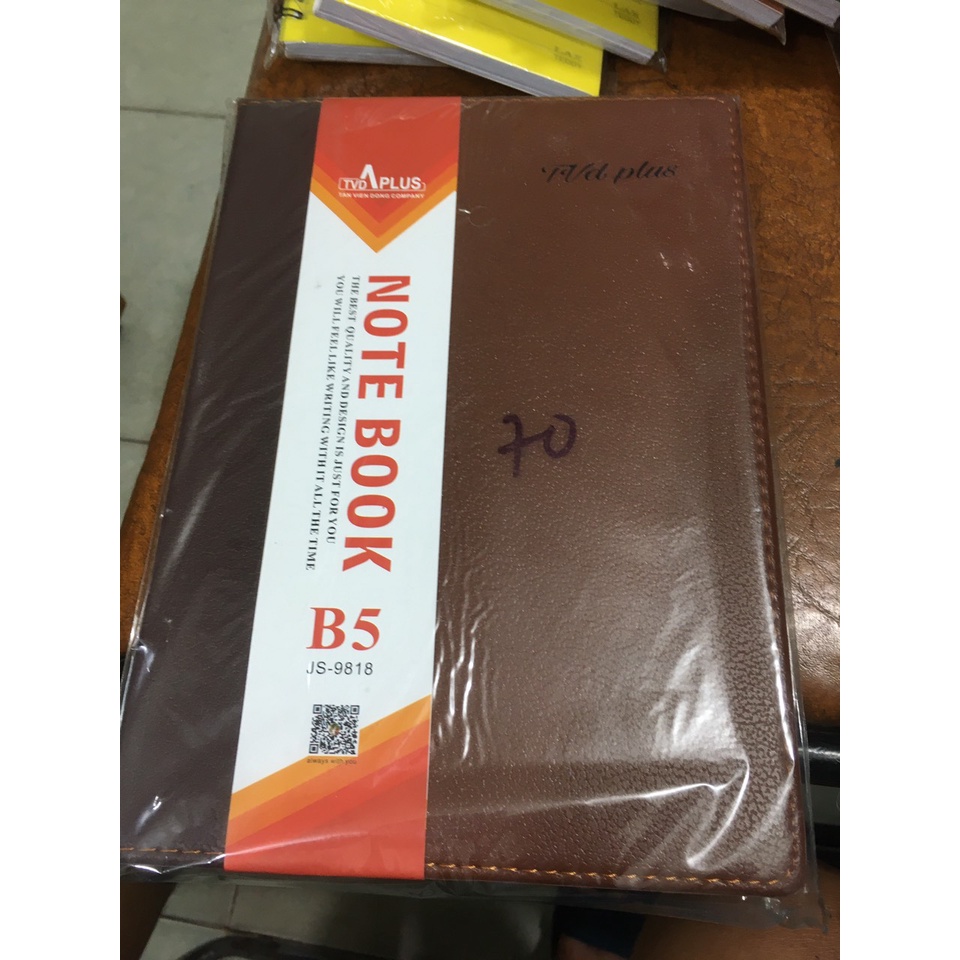 TVD APLUS
TAN VIEN DONG COMPANY
TVd plus
NOTE BOOK
THE BEST QUALITY AND DESIGN IS JUST FOR YOU
YOU WILL FEEL LIKE WRITING WITH IT ALL THE TIME
70
B5
JS-9818
always with you